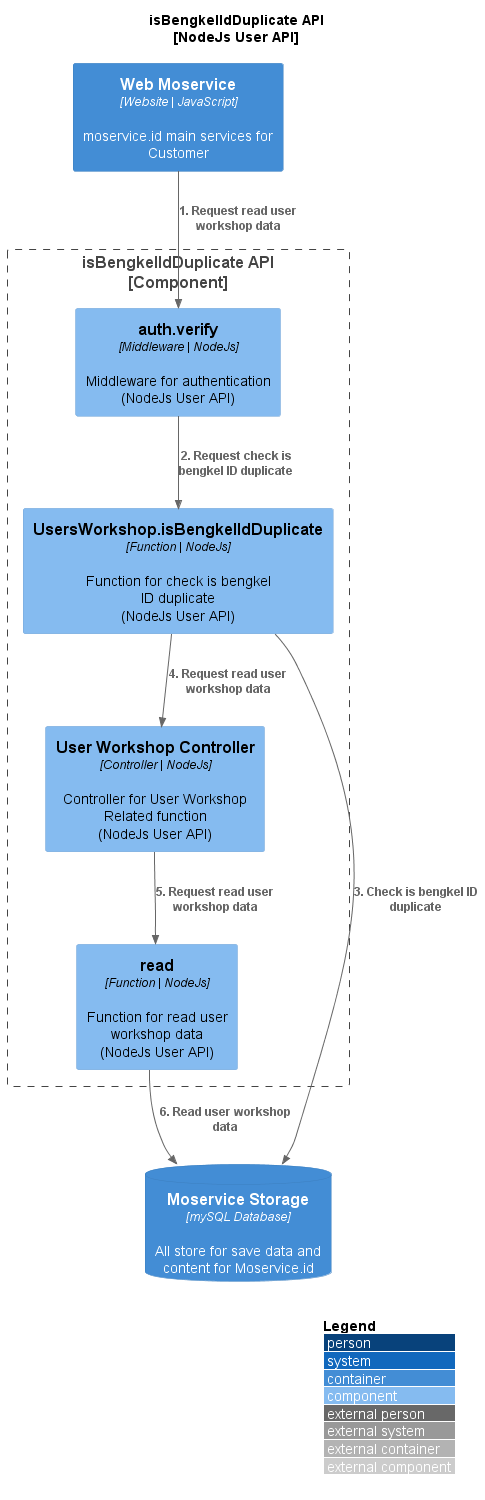 isBengkelIdDuplicate API
[NodeJs User API]
Web Moservice
[Website | JavaScript]
moservice.id main services for
Customer
1. Request read user
workshop data
isBengkelIdDuplicate API
[Component]
auth.verify
[Middleware | NodeJs]
Middleware for authentication
(NodeJs User API)
2. Request check is
bengkel ID duplicate
UsersWorkshop.isBengkelIdDuplicate
[Function | NodeJs]
Function for check is bengkel
ID duplicate
(NodeJs User API)
4. Request read user
workshop data
User Workshop Controller
[Controller | NodeJs]
Controller for User Workshop
Related function
(NodeJs User API)
3. Check is bengkel ID
duplicate
5. Request read user
workshop data
read
[Function | NodeJs]
Function for read user
workshop data
(NodeJs User API)
6. Read user workshop
data
Moservice Storage
[mySQL Database]
All store for save data and
content for Moservice.id
Legend
person
system
container
component
external person
external system
external container
external component